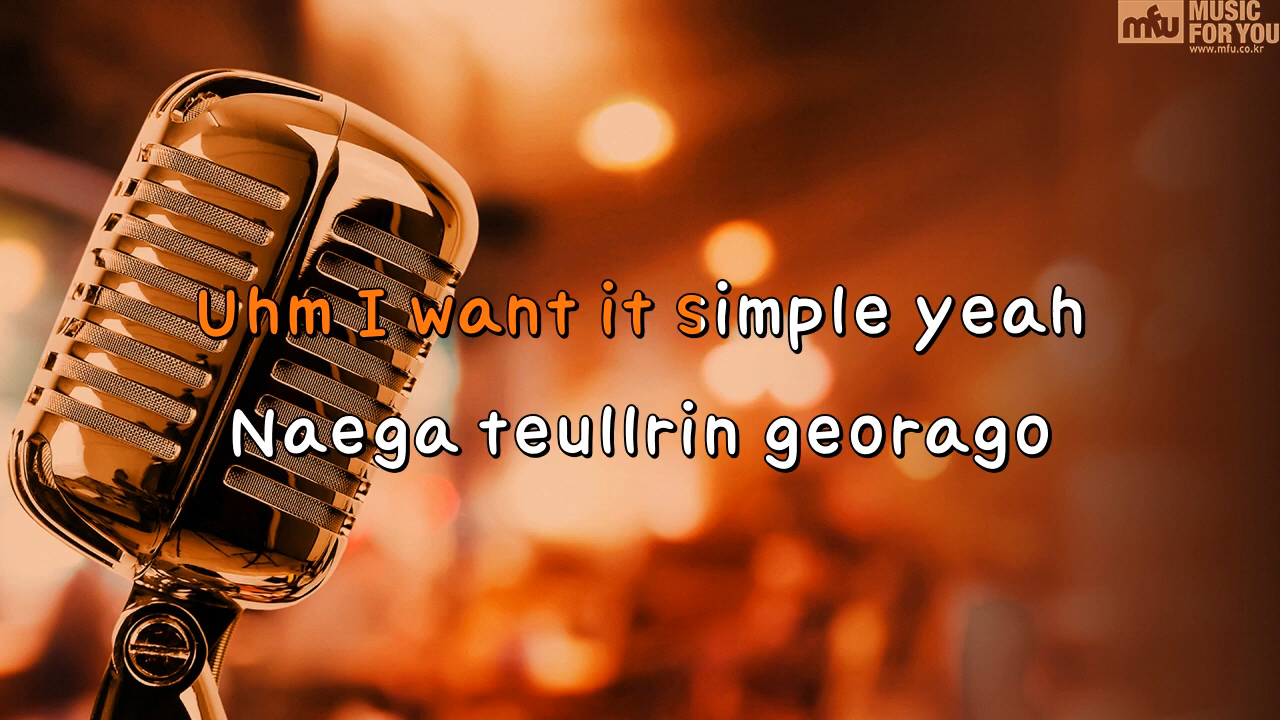 mfu MUSIC
FOR YOU
www.mfu.co.kr
Uhm I want it simple yeah
Naega teullrin georago